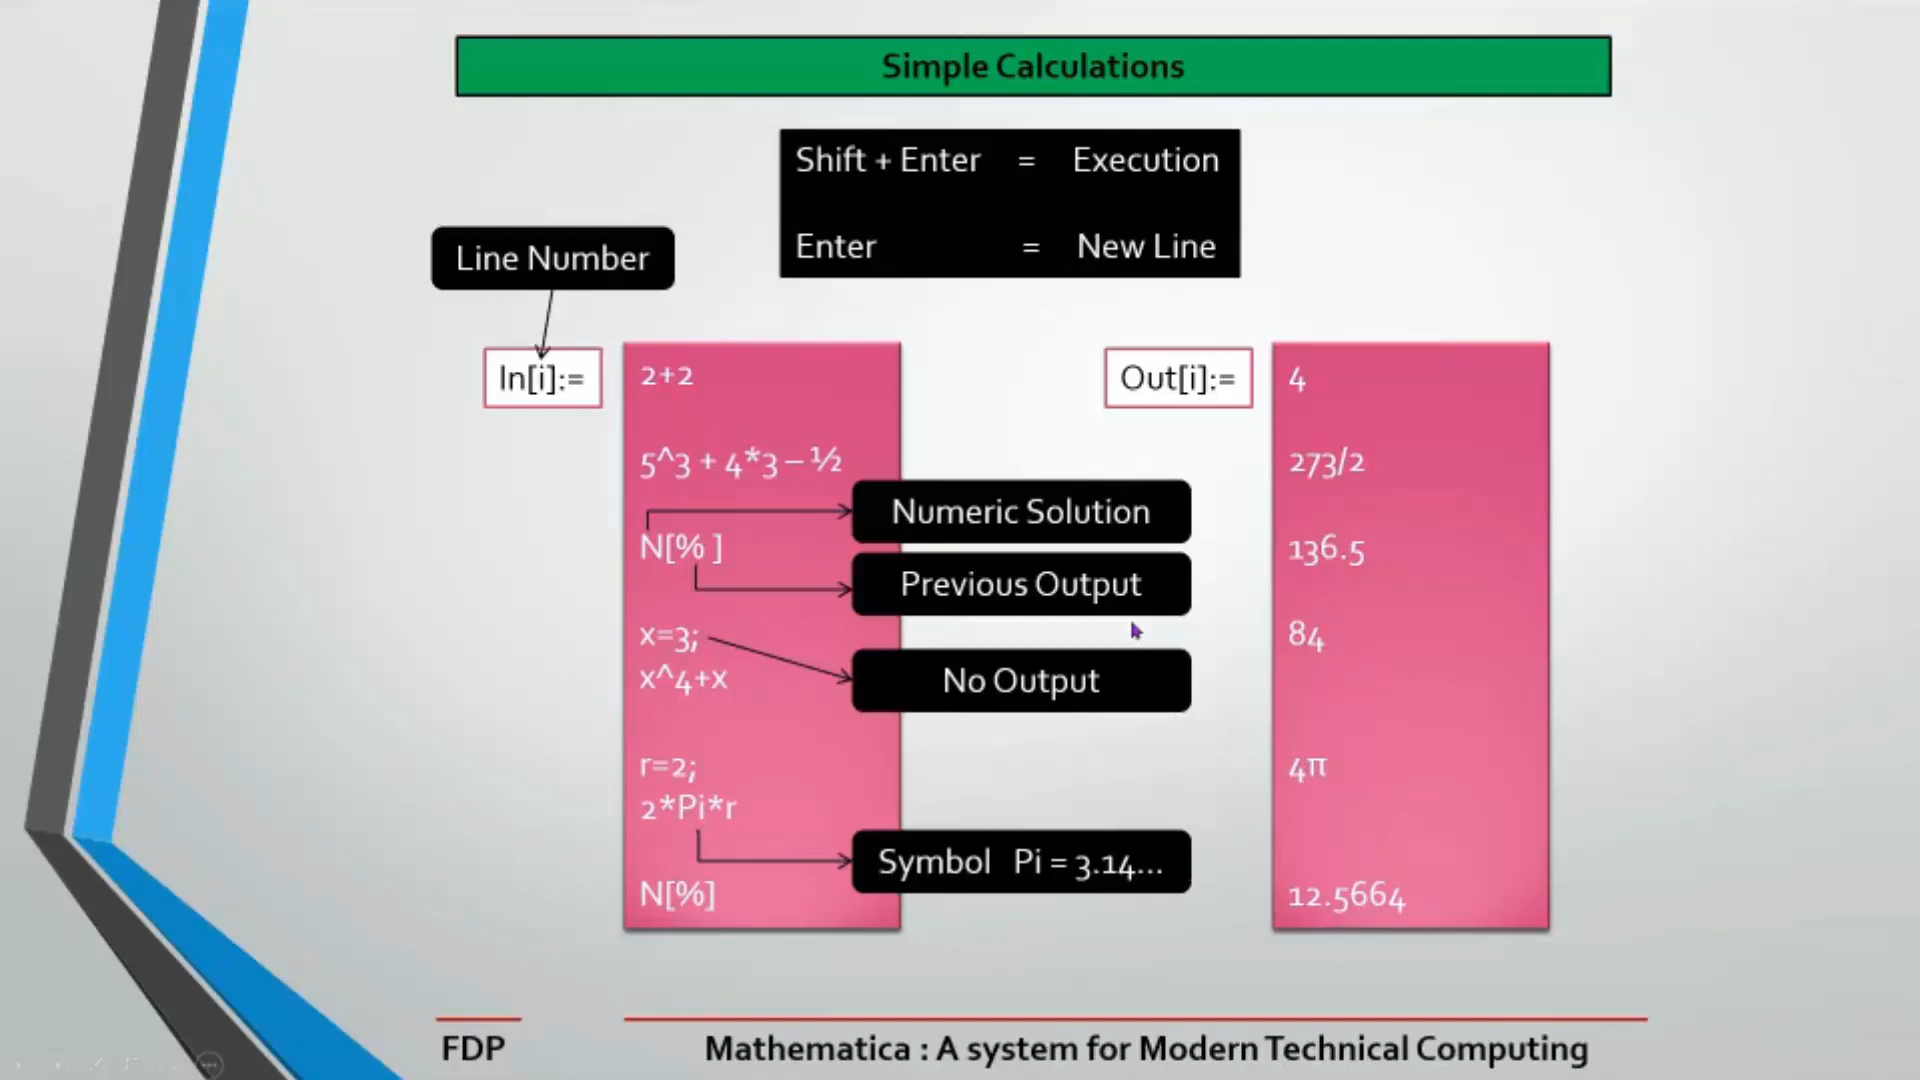 Simple Calculations
Shift + Enter = Execution
Enter = New Line
Line Number
In[i]:=
2+2
5^3 + 4*3 – ½
N[% ]
x=3;
x^4+x
r=2;
2*Pi*r
N[%]
Numeric Solution
Previous Output
No Output
Symbol Pi = 3.14...
Out[i]:=
4
273/2
136.5
84
4π
12.5664
FDP
Mathematica : A system for Modern Technical Computing